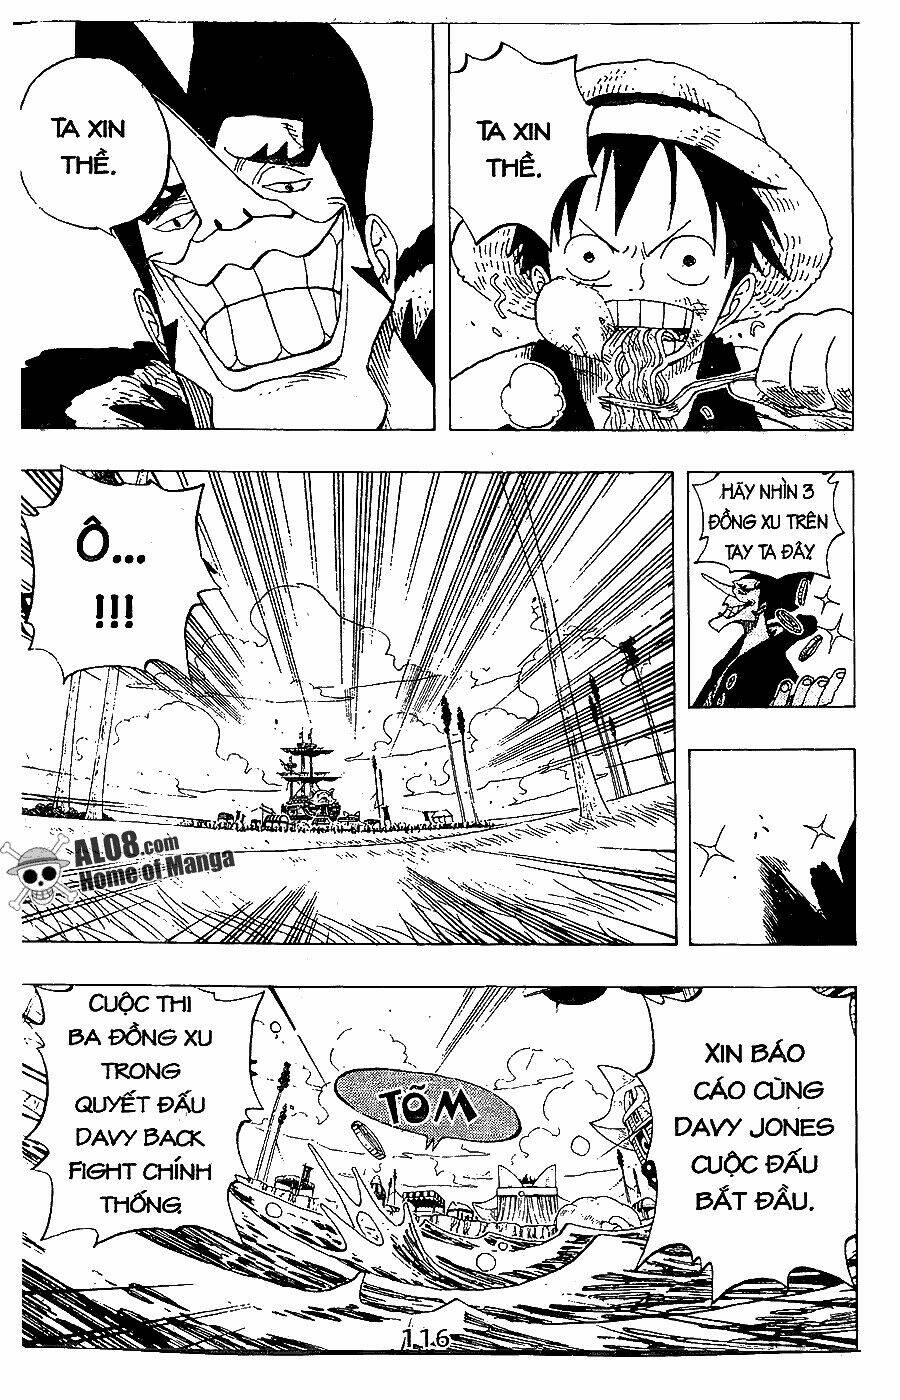 TA XIN
THỀ.
TA XIN
THỀ.
HÃY NHÌN 3
ĐỒNG XU TRÊN
TAY TA ĐÂY
Ô...
!!!
AL08.com
Home of Manga
XIN BÁO
CÁO CÙNG
DAVY JONES
CUỘC ĐẤU
BẮT ĐẦU.
TÕM
CUỘC THI
BA ĐỒNG XU
TRONG
QUYẾT ĐẤU
DAVY BACK
FIGHT CHÍNH
THỐNG
116